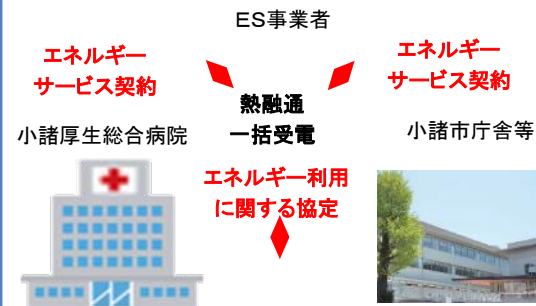 ES事業者
エネルギー
サービス契約
エネルギー
サービス契約
熱融通
一括受電
小諸厚生総合病院
小諸市庁舎等
エネルギー利用
に関する協定